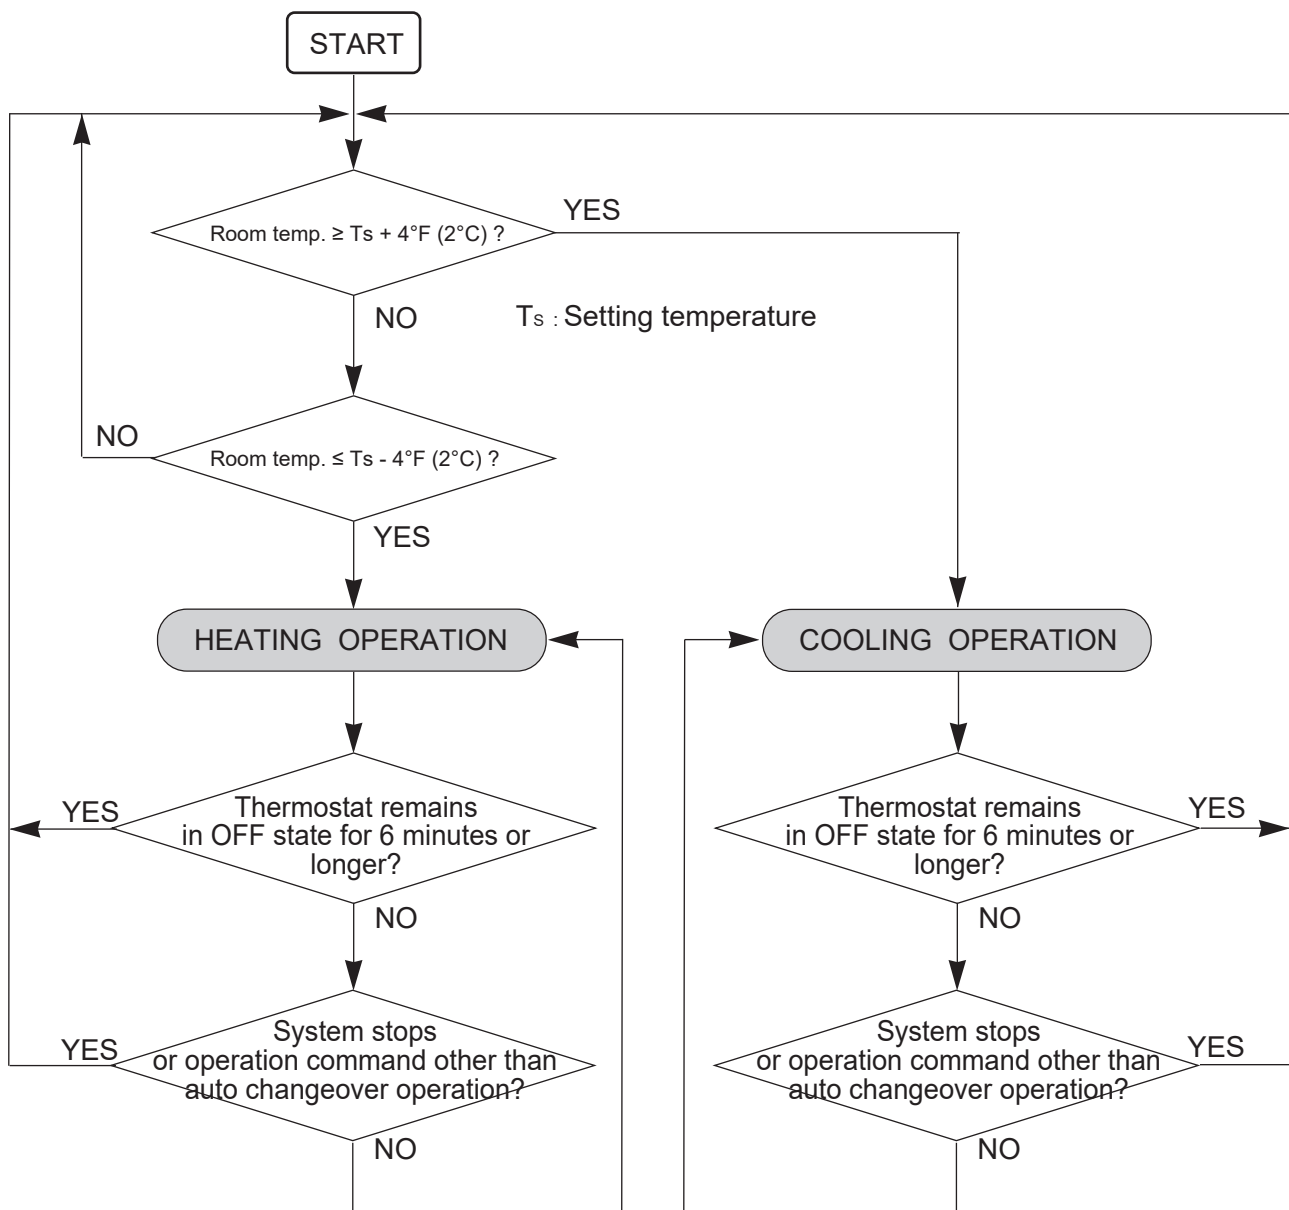 START
Room temp. ≥ Ts + 4°F (2°C) ?
YES
NO
Ts : Setting temperature
NO
Room temp. ≤ Ts - 4°F (2°C) ?
YES
HEATING OPERATION
COOLING OPERATION
YES
Thermostat remains
in OFF state for 6 minutes or
longer?
NO
Thermostat remains
in OFF state for 6 minutes or
longer?
YES
NO
YES
System stops
or operation command other than
auto changeover operation?
NO
System stops
or operation command other than
auto changeover operation?
YES
NO